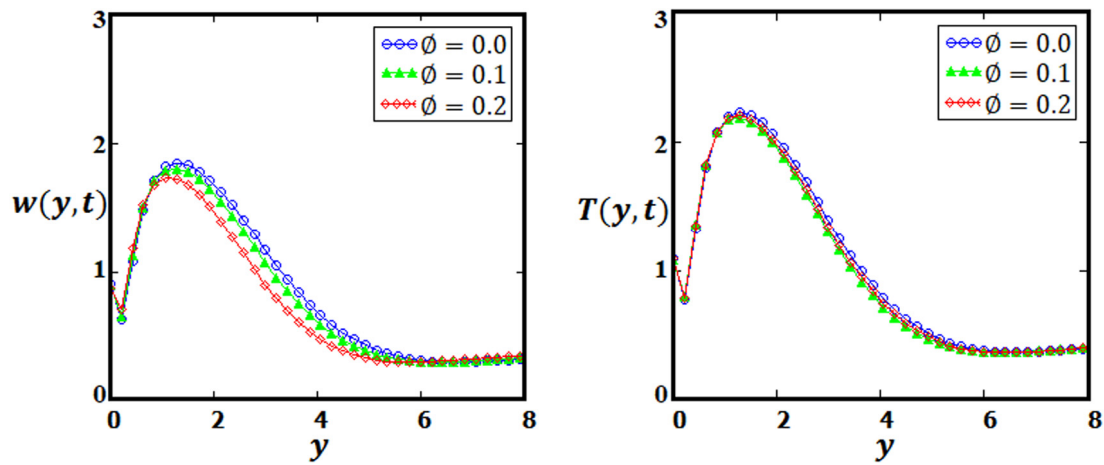 3
∅ = 0.0
∅ = 0.1
∅ = 0.2
2
w(y,t)
1
0
0 2 4 6 8
y
3
∅ = 0.0
∅ = 0.1
∅ = 0.2
2
T(y,t)
1
0
0 2 4 6 8
y